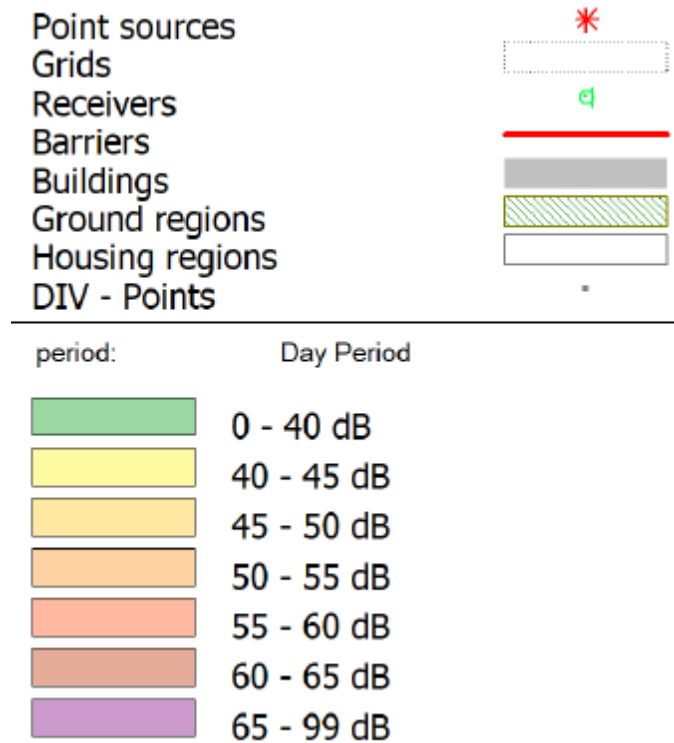 Point sources
Grids
Receivers
Barriers
Buildings
Ground regions
Housing regions
DIV - Points
period: Day Period
0 - 40 dB
40 - 45 dB
45 - 50 dB
50 - 55 dB
55 - 60 dB
60 - 65 dB
65 - 99 dB